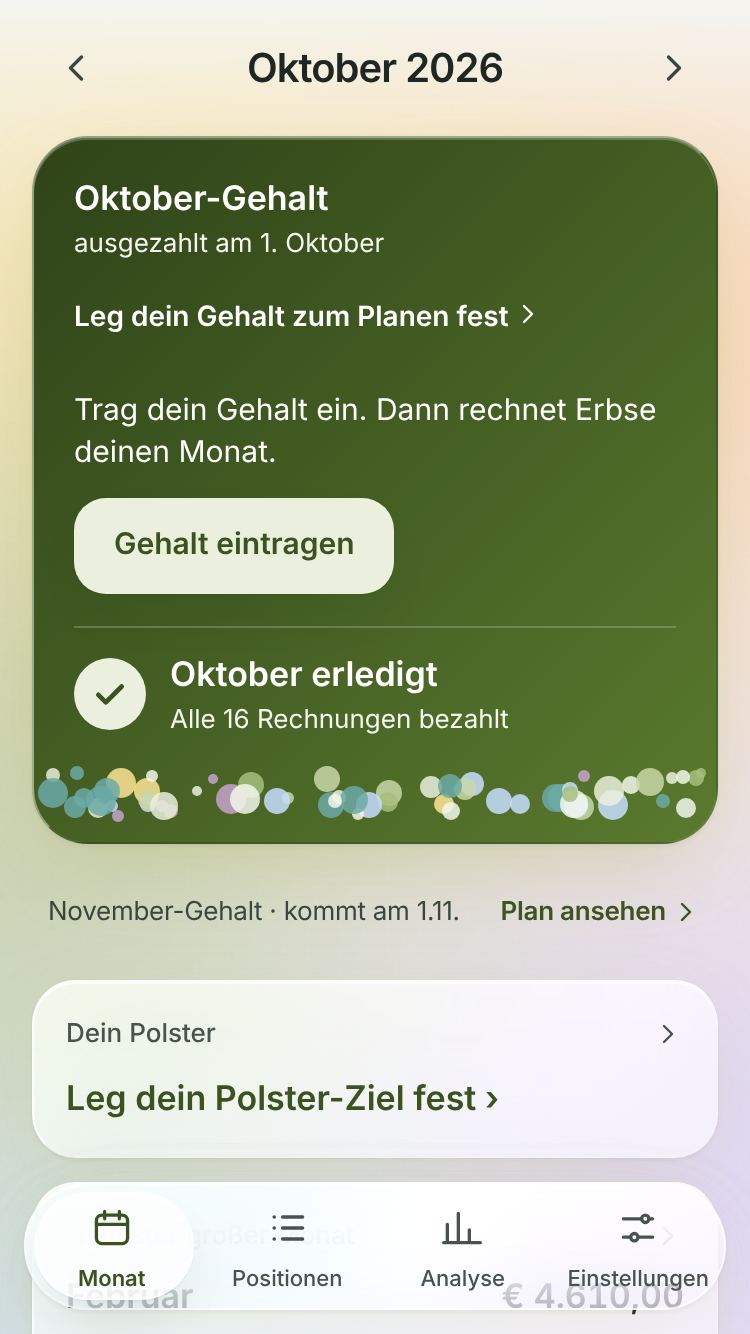 Oktober 2026
Oktober-Gehalt
ausgezahlt am 1. Oktober
Leg dein Gehalt zum Planen fest
Trag dein Gehalt ein. Dann rechnet Erbse
deinen Monat.
Gehalt eintragen
Oktober erledigt
Alle 16 Rechnungen bezahlt
November-Gehalt · kommt am 1.11.
Plan ansehen
Dein Polster
Leg dein Polster-Ziel fest ›
großer Monat
Monat
Positionen
Analyse
Einstellungen
Februar
€ 4.610,00